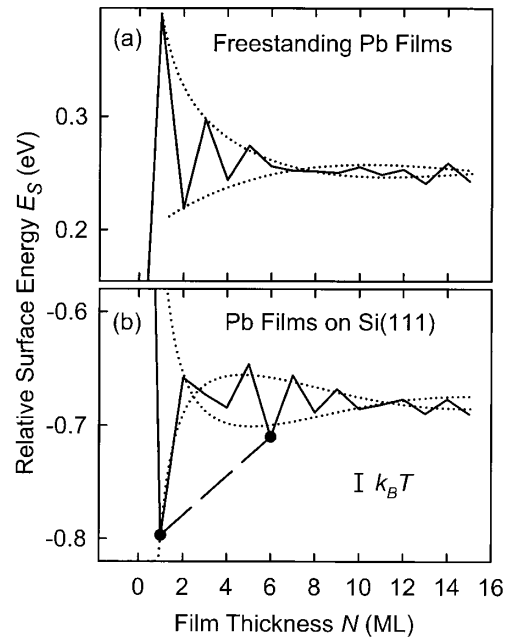 (a) Freestanding Pb Films
0.3
0.2
Relative Surface Energy E_S (eV)
-0.6
(b) Pb Films on Si(111)
-0.7
k_BT
-0.8
0 2 4 6 8 10 12 14 16
Film Thickness N (ML)